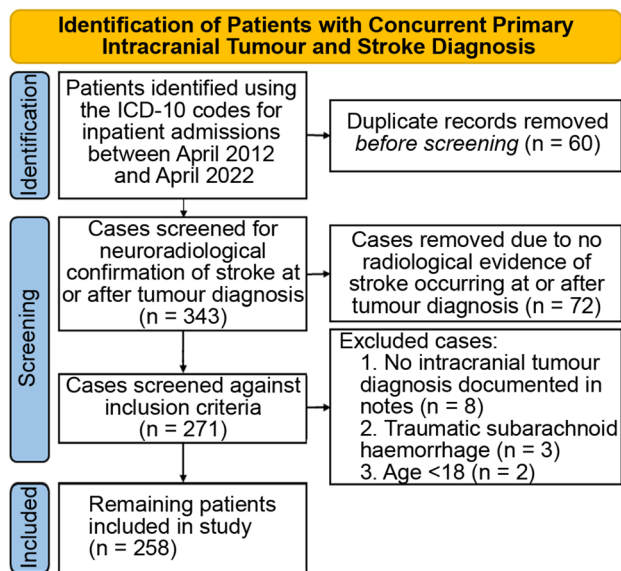 Identification of Patients with Concurrent Primary
Intracranial Tumour and Stroke Diagnosis
Identification
Patients identified using
the ICD-10 codes for
inpatient admissions
between April 2012
and April 2022
Duplicate records removed
before screening (n = 60)
Screening
Cases screened for
neuroradiological
confirmation of stroke at
or after tumour diagnosis
(n = 343)
Cases removed due to no
radiological evidence of
stroke occurring at or after
tumour diagnosis (n = 72)
Cases screened against
inclusion criteria
(n = 271)
Excluded cases:
1. No intracranial tumour
diagnosis documented in
notes (n = 8)
2. Traumatic subarachnoid
haemorrhage (n = 3)
3. Age <18 (n = 2)
Included
Remaining patients
included in study
(n = 258)